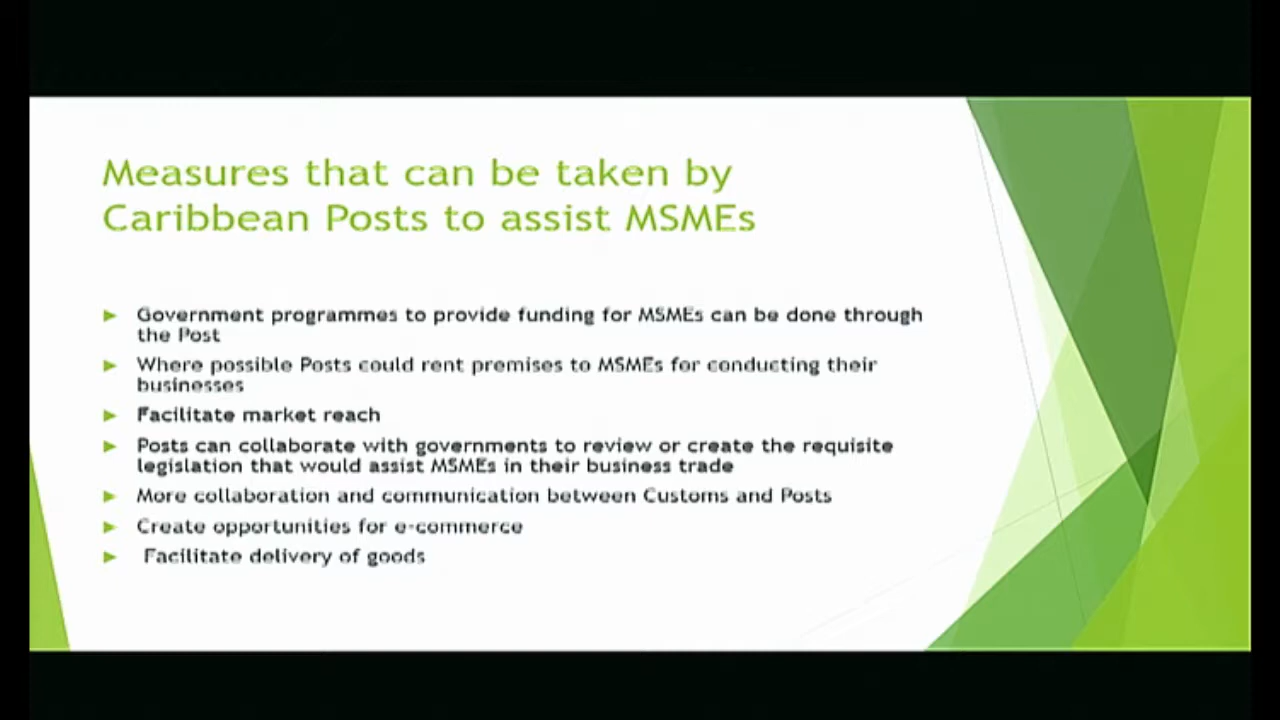 Measures that can be taken by
Caribbean Posts to assist MSMEs
Government programmes to provide funding for MSMEs can be done through
the Post
Where possible Posts could rent premises to MSMEs for conducting their
businesses
Facilitate market reach
Posts can collaborate with governments to review or create the requisite
legislation that would assist MSMEs in their business trade
More collaboration and communication between Customs and Posts
Create opportunities for e-commerce
Facilitate delivery of goods